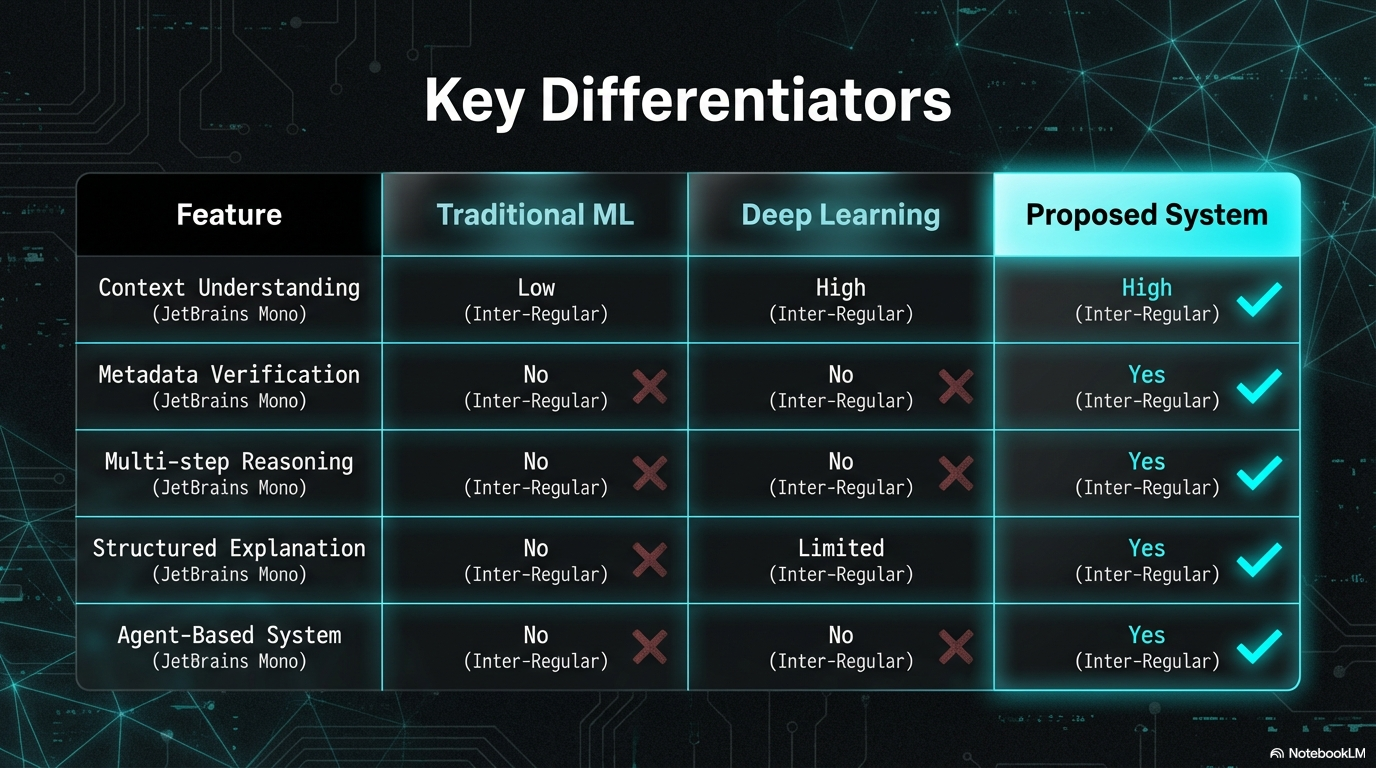 Key Differentiators
Feature
Traditional ML
Deep Learning
Proposed System
Context Understanding
(JetBrains Mono)
Low
(Inter-Regular)
High
(Inter-Regular)
High
(Inter-Regular)
Metadata Verification
(JetBrains Mono)
No
(Inter-Regular)
No
(Inter-Regular)
Yes
(Inter-Regular)
Multi-step Reasoning
(JetBrains Mono)
No
(Inter-Regular)
No
(Inter-Regular)
Yes
(Inter-Regular)
Structured Explanation
(JetBrains Mono)
No
(Inter-Regular)
Limited
(Inter-Regular)
Yes
(Inter-Regular)
Agent-Based System
(JetBrains Mono)
No
(Inter-Regular)
No
(Inter-Regular)
Yes
(Inter-Regular)
NotebookLM